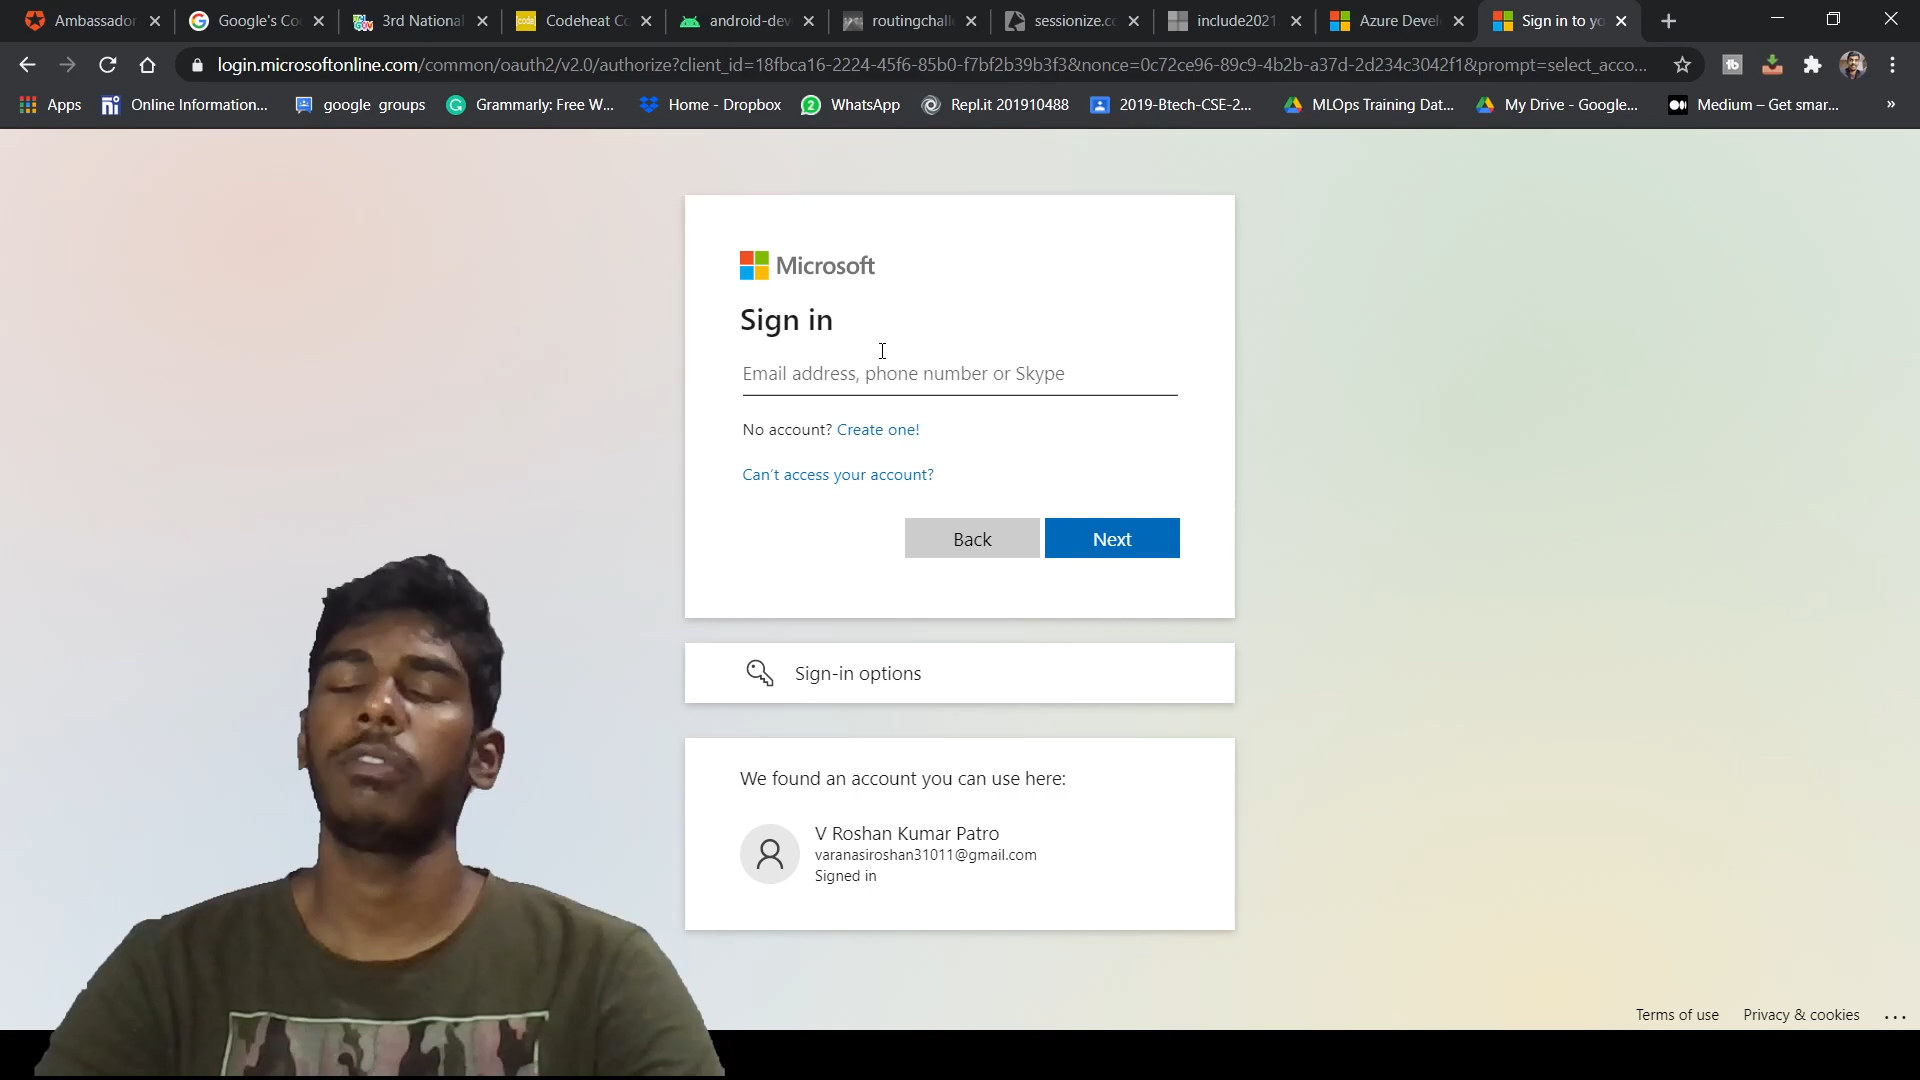 Ambassador
Google's Co
3rd National
Codeheat Co
android-dev
routingchall
sessionize.co
include2021
Azure Devel
Sign in to yo
login.microsoftonline.com/common/oauth2/v2.0/authorize?client_id=18fbca16-2224-45f6-85b0-f7bf2b39b3f3&nonce=0c72ce96-89c9-4b2b-a37d-2d234c3042f1&prompt=select_acco...
Apps
Online Information...
google groups
Grammarly: Free W...
Home - Dropbox
WhatsApp
Repl.it 201910488
2019-Btech-CSE-2...
MLOps Training Dat...
My Drive - Google...
Medium – Get smar...
Microsoft
Sign in
Email address, phone number or Skype
No account? Create one!
Can't access your account?
Back
Next
Sign-in options
We found an account you can use here:
V Roshan Kumar Patro
varanasiroshan31011@gmail.com
Signed in
Terms of use
Privacy & cookies
...